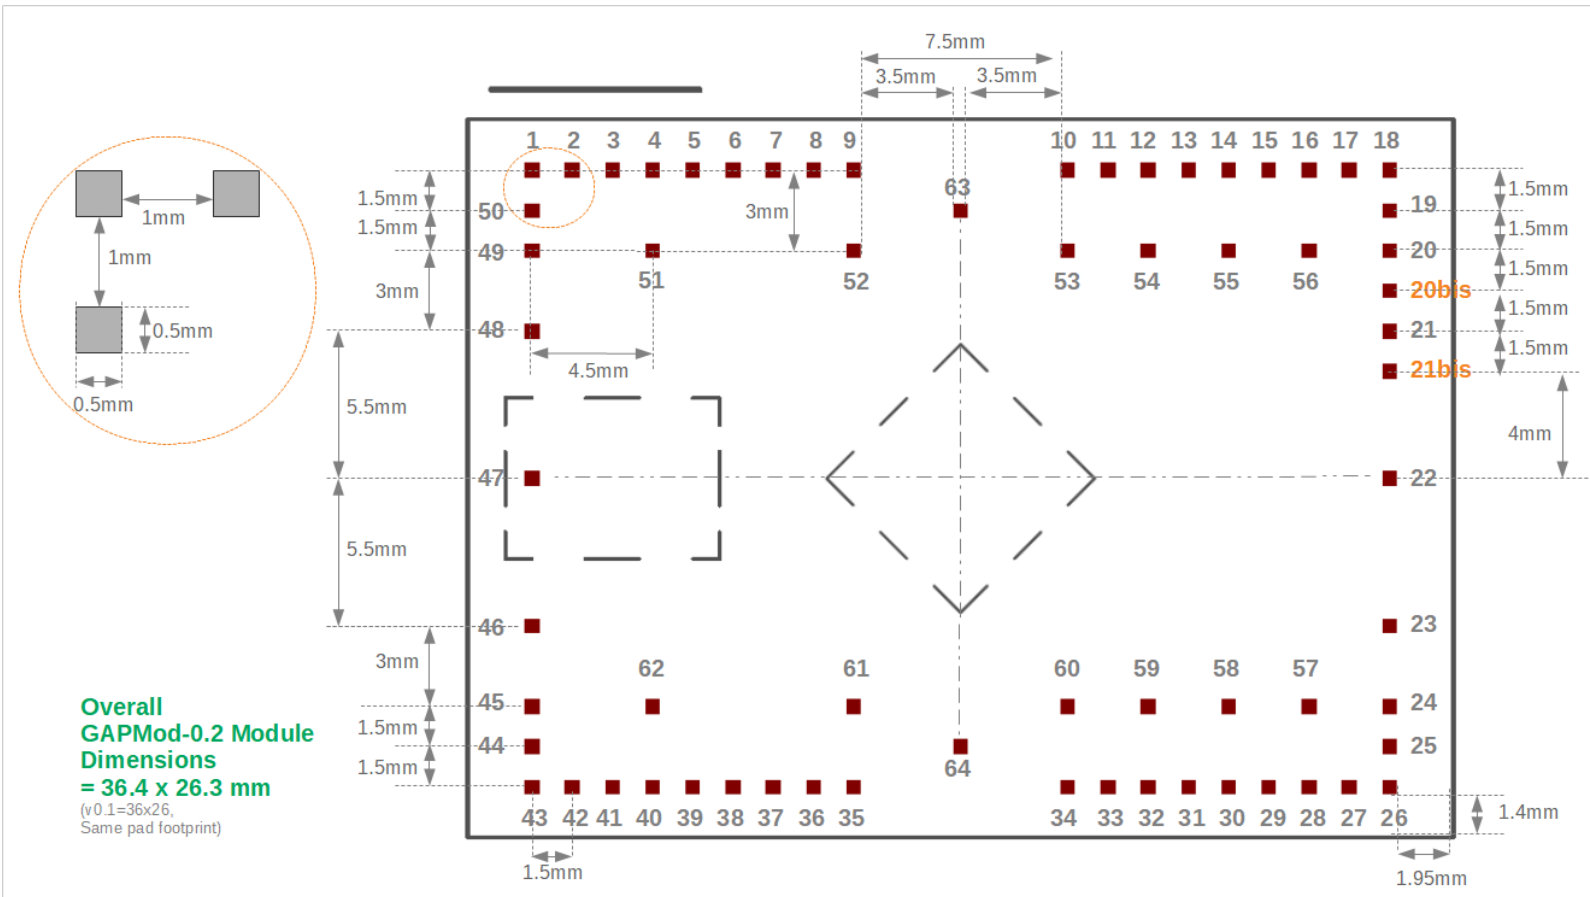 7.5mm
3.5mm
3.5mm
1 2 3 4 5 6 7 8 9 10 11 12 13 14 15 16 17 18
63
1.5mm
1.5mm
50
3mm
19
1.5mm
1.5mm
49
20
1.5mm
51
52
53
54
55
56
3mm
20bis
1.5mm
48
21
1.5mm
4.5mm
21bis
1mm
1mm
0.5mm
0.5mm
5.5mm
4mm
47
22
5.5mm
46
23
3mm
62
61
60
59
58
57
45
24
1.5mm
44
25
1.5mm
64
43 42 41 40 39 38 37 36 35 34 33 32 31 30 29 28 27 26
1.4mm
1.5mm
1.95mm
Overall
GAPMod-0.2 Module
Dimensions
= 36.4 x 26.3 mm
(v0.1=36x26,
Same pad footprint)